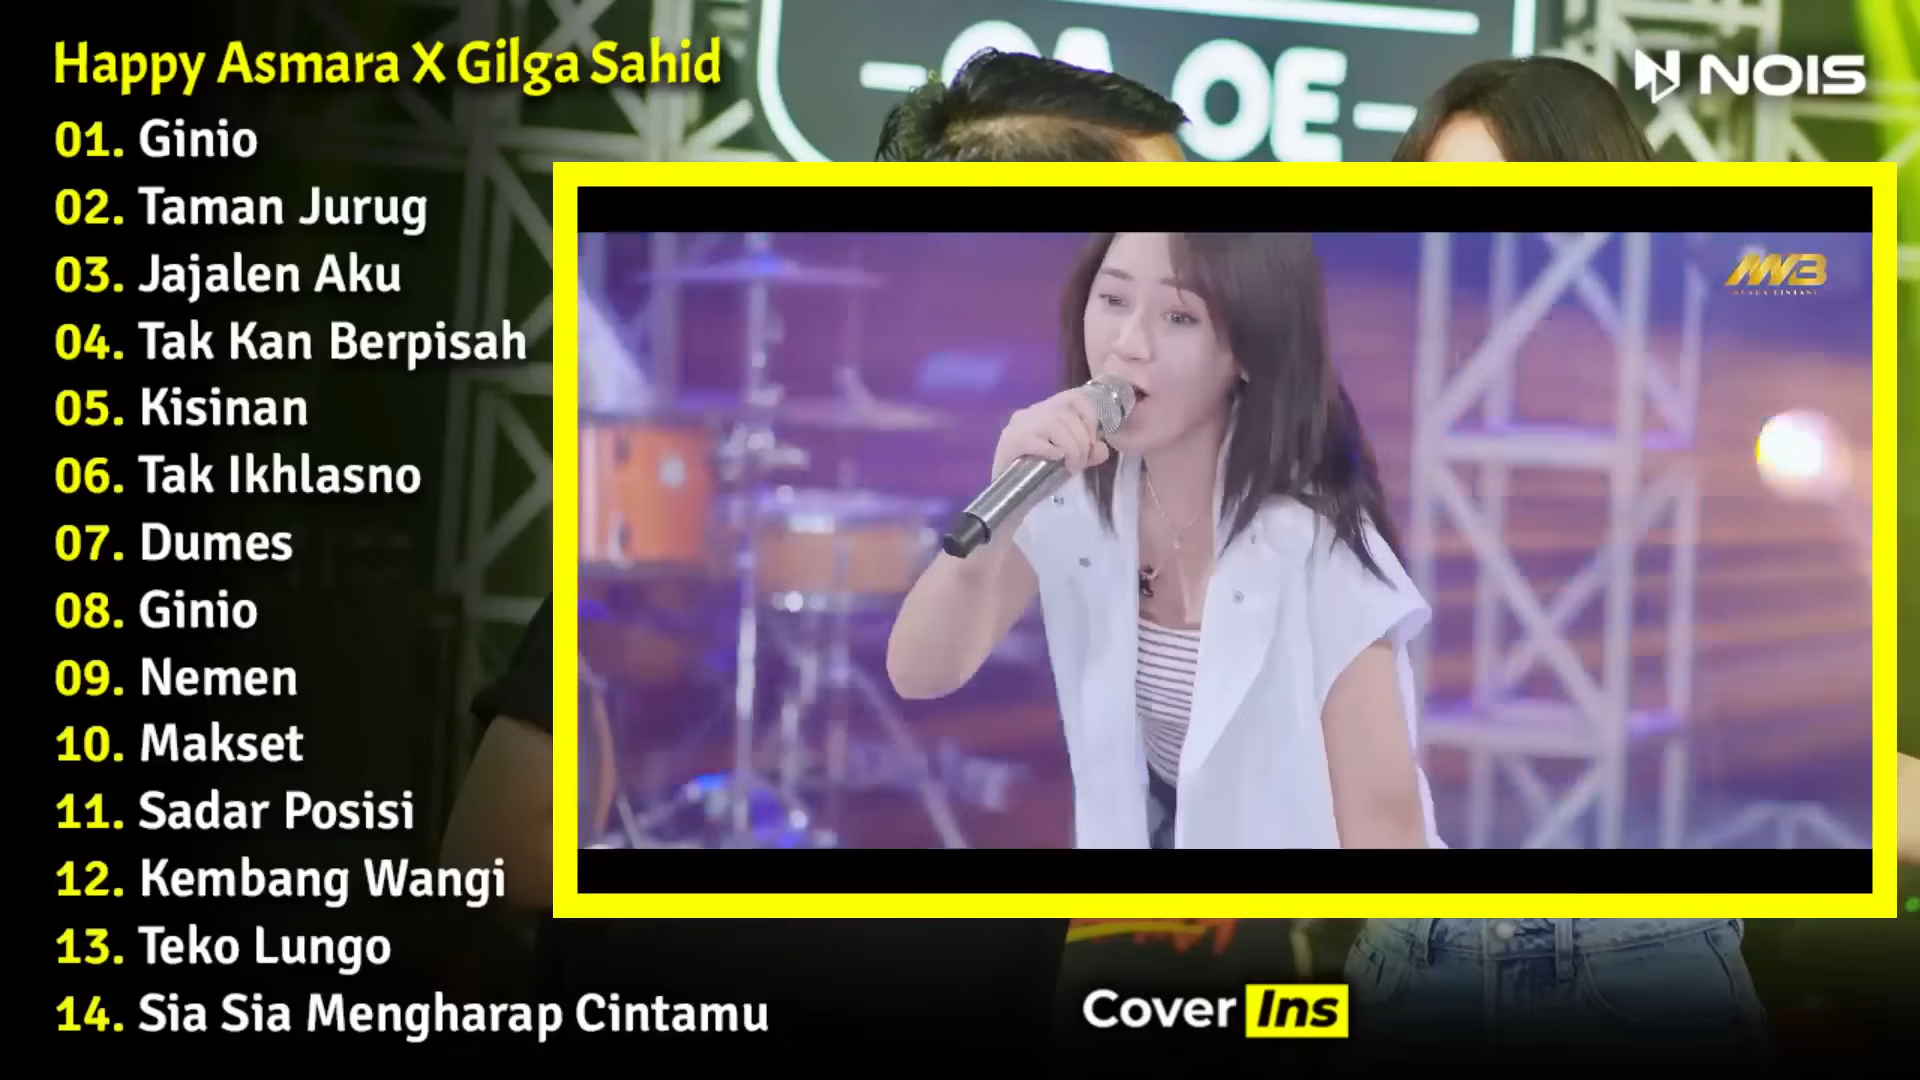 Happy Asmara X Gilga Sahid
01. Ginio
02. Taman Jurug
03. Jajalen Aku
04. Tak Kan Berpisah
05. Kisinan
06. Tak Ikhlasno
07. Dumes
08. Ginio
09. Nemen
10. Makset
11. Sadar Posisi
12. Kembang Wangi
13. Teko Lungo
14. Sia Sia Mengharap Cintamu
OE
NOIS
Cover Ins